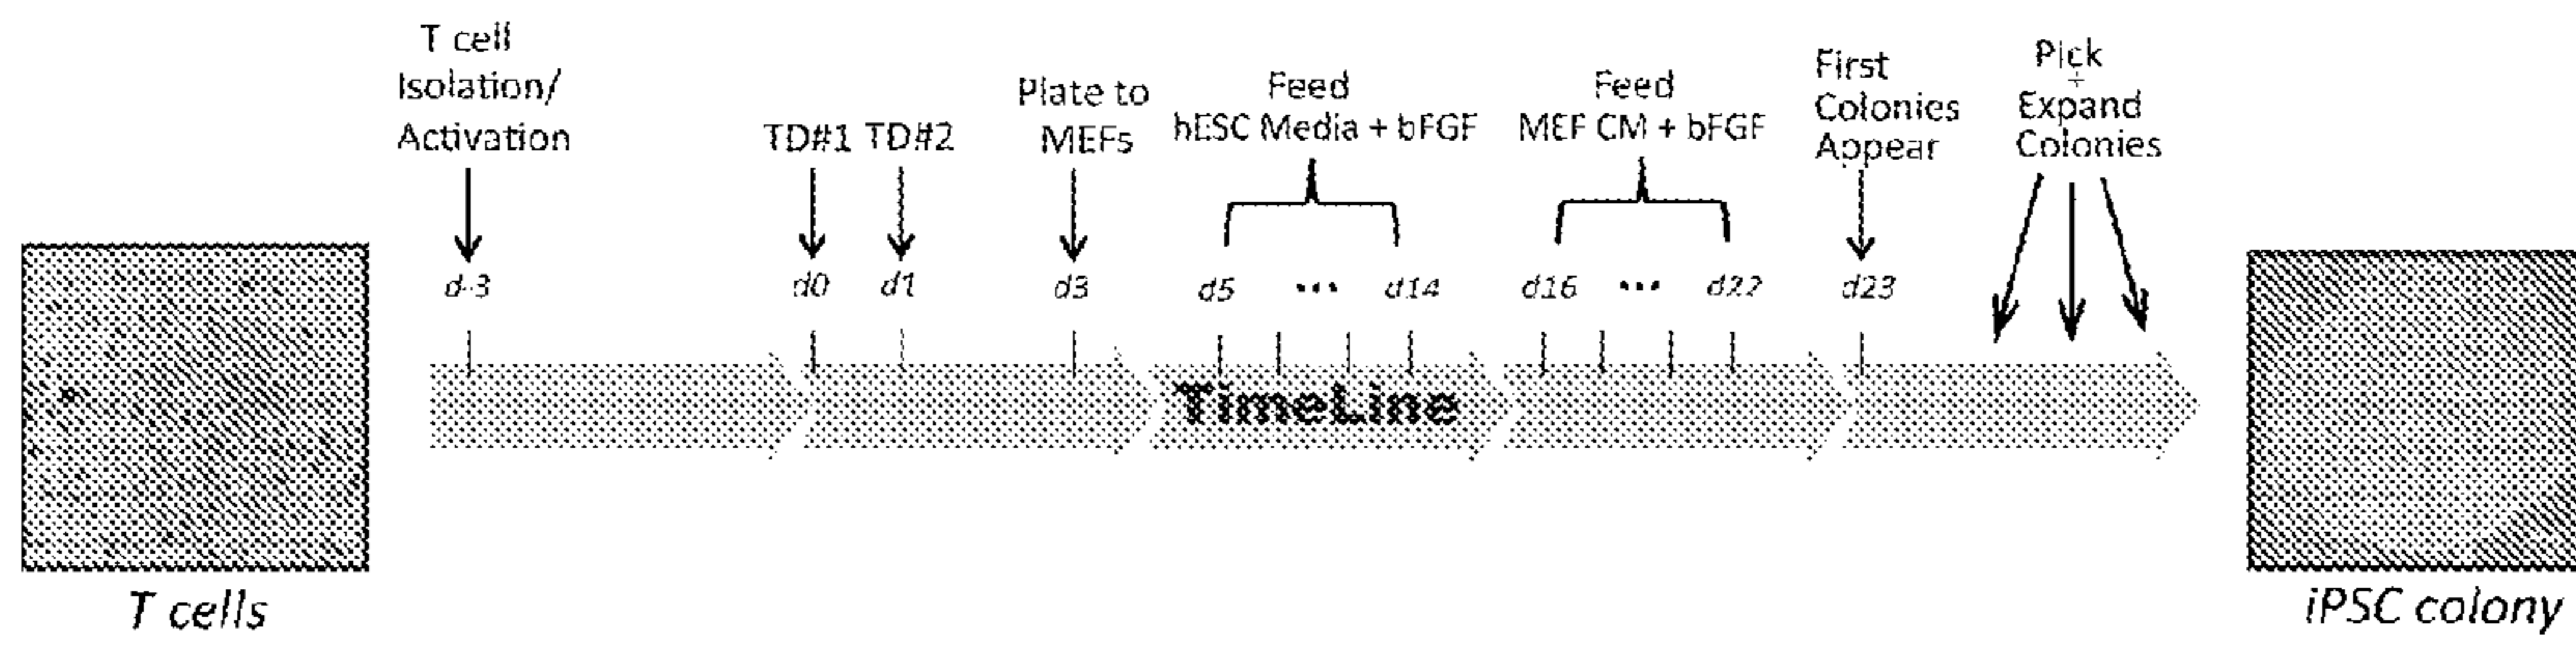 T cell
Isolation/
Activation
TD#1 TD#2
Plate to
MEFs
Feed
hESC Media + bFGF
Feed
MEF CM + bFGF
First
Colonies
Appear
Pick
+
Expand
Colonies
d-3
d0
d1
d3
d5 ... d14
d16 ... d22
d23
TimeLine
T cells
iPSC colony